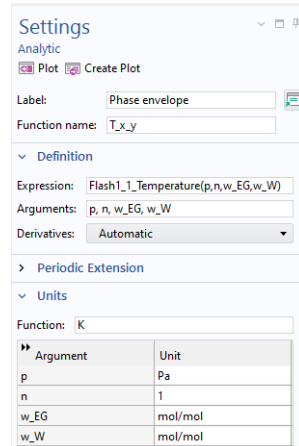 Settings
Analytic
Plot Create Plot
Label: Phase envelope
Function name: T_x_y
Definition
Expression: Flash1_1_Temperature(p,n,w_EG,w_W)
Arguments: p, n, w_EG, w_W
Derivatives: Automatic
Periodic Extension
Units
Function: K
Argument Unit
p Pa
n 1
w_EG mol/mol
w_W mol/mol